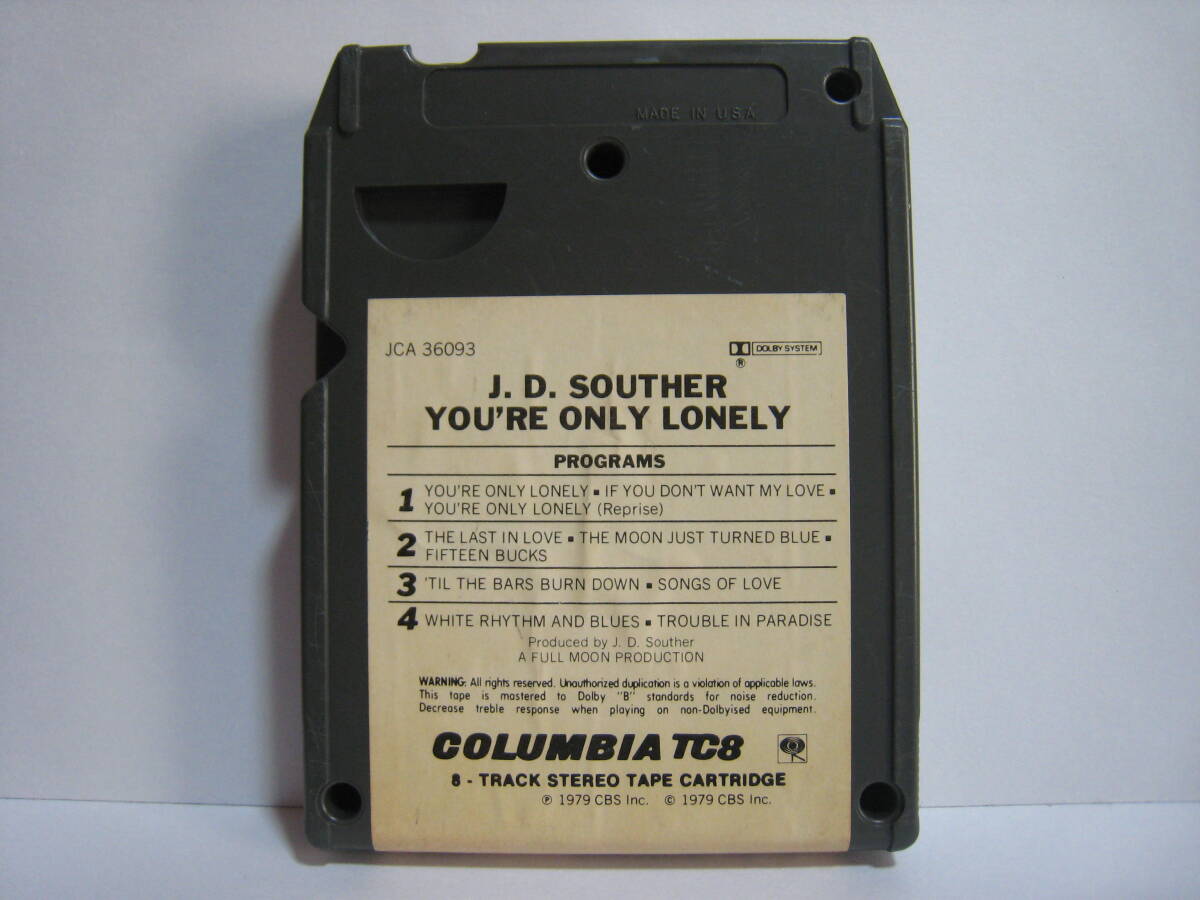 MADE IN USA
JCA 36093
DOLBY SYSTEM
®
J. D. SOUTHER
YOU'RE ONLY LONELY
PROGRAMS
1 YOU'RE ONLY LONELY ▪ IF YOU DON'T WANT MY LOVE ▪
YOU'RE ONLY LONELY (Reprise)
2 THE LAST IN LOVE ▪ THE MOON JUST TURNED BLUE ▪
FIFTEEN BUCKS
3 'TIL THE BARS BURN DOWN ▪ SONGS OF LOVE
4 WHITE RHYTHM AND BLUES ▪ TROUBLE IN PARADISE
Produced by J. D. Souther
A FULL MOON PRODUCTION
WARNING: All rights reserved. Unauthorized duplication is a violation of applicable laws.
This tape is mastered to Dolby "B" standards for noise reduction.
Decrease treble response when playing on non-Dolbyised equipment.
COLUMBIA TC8
8 - TRACK STEREO TAPE CARTRIDGE
℗ 1979 CBS Inc. © 1979 CBS Inc.